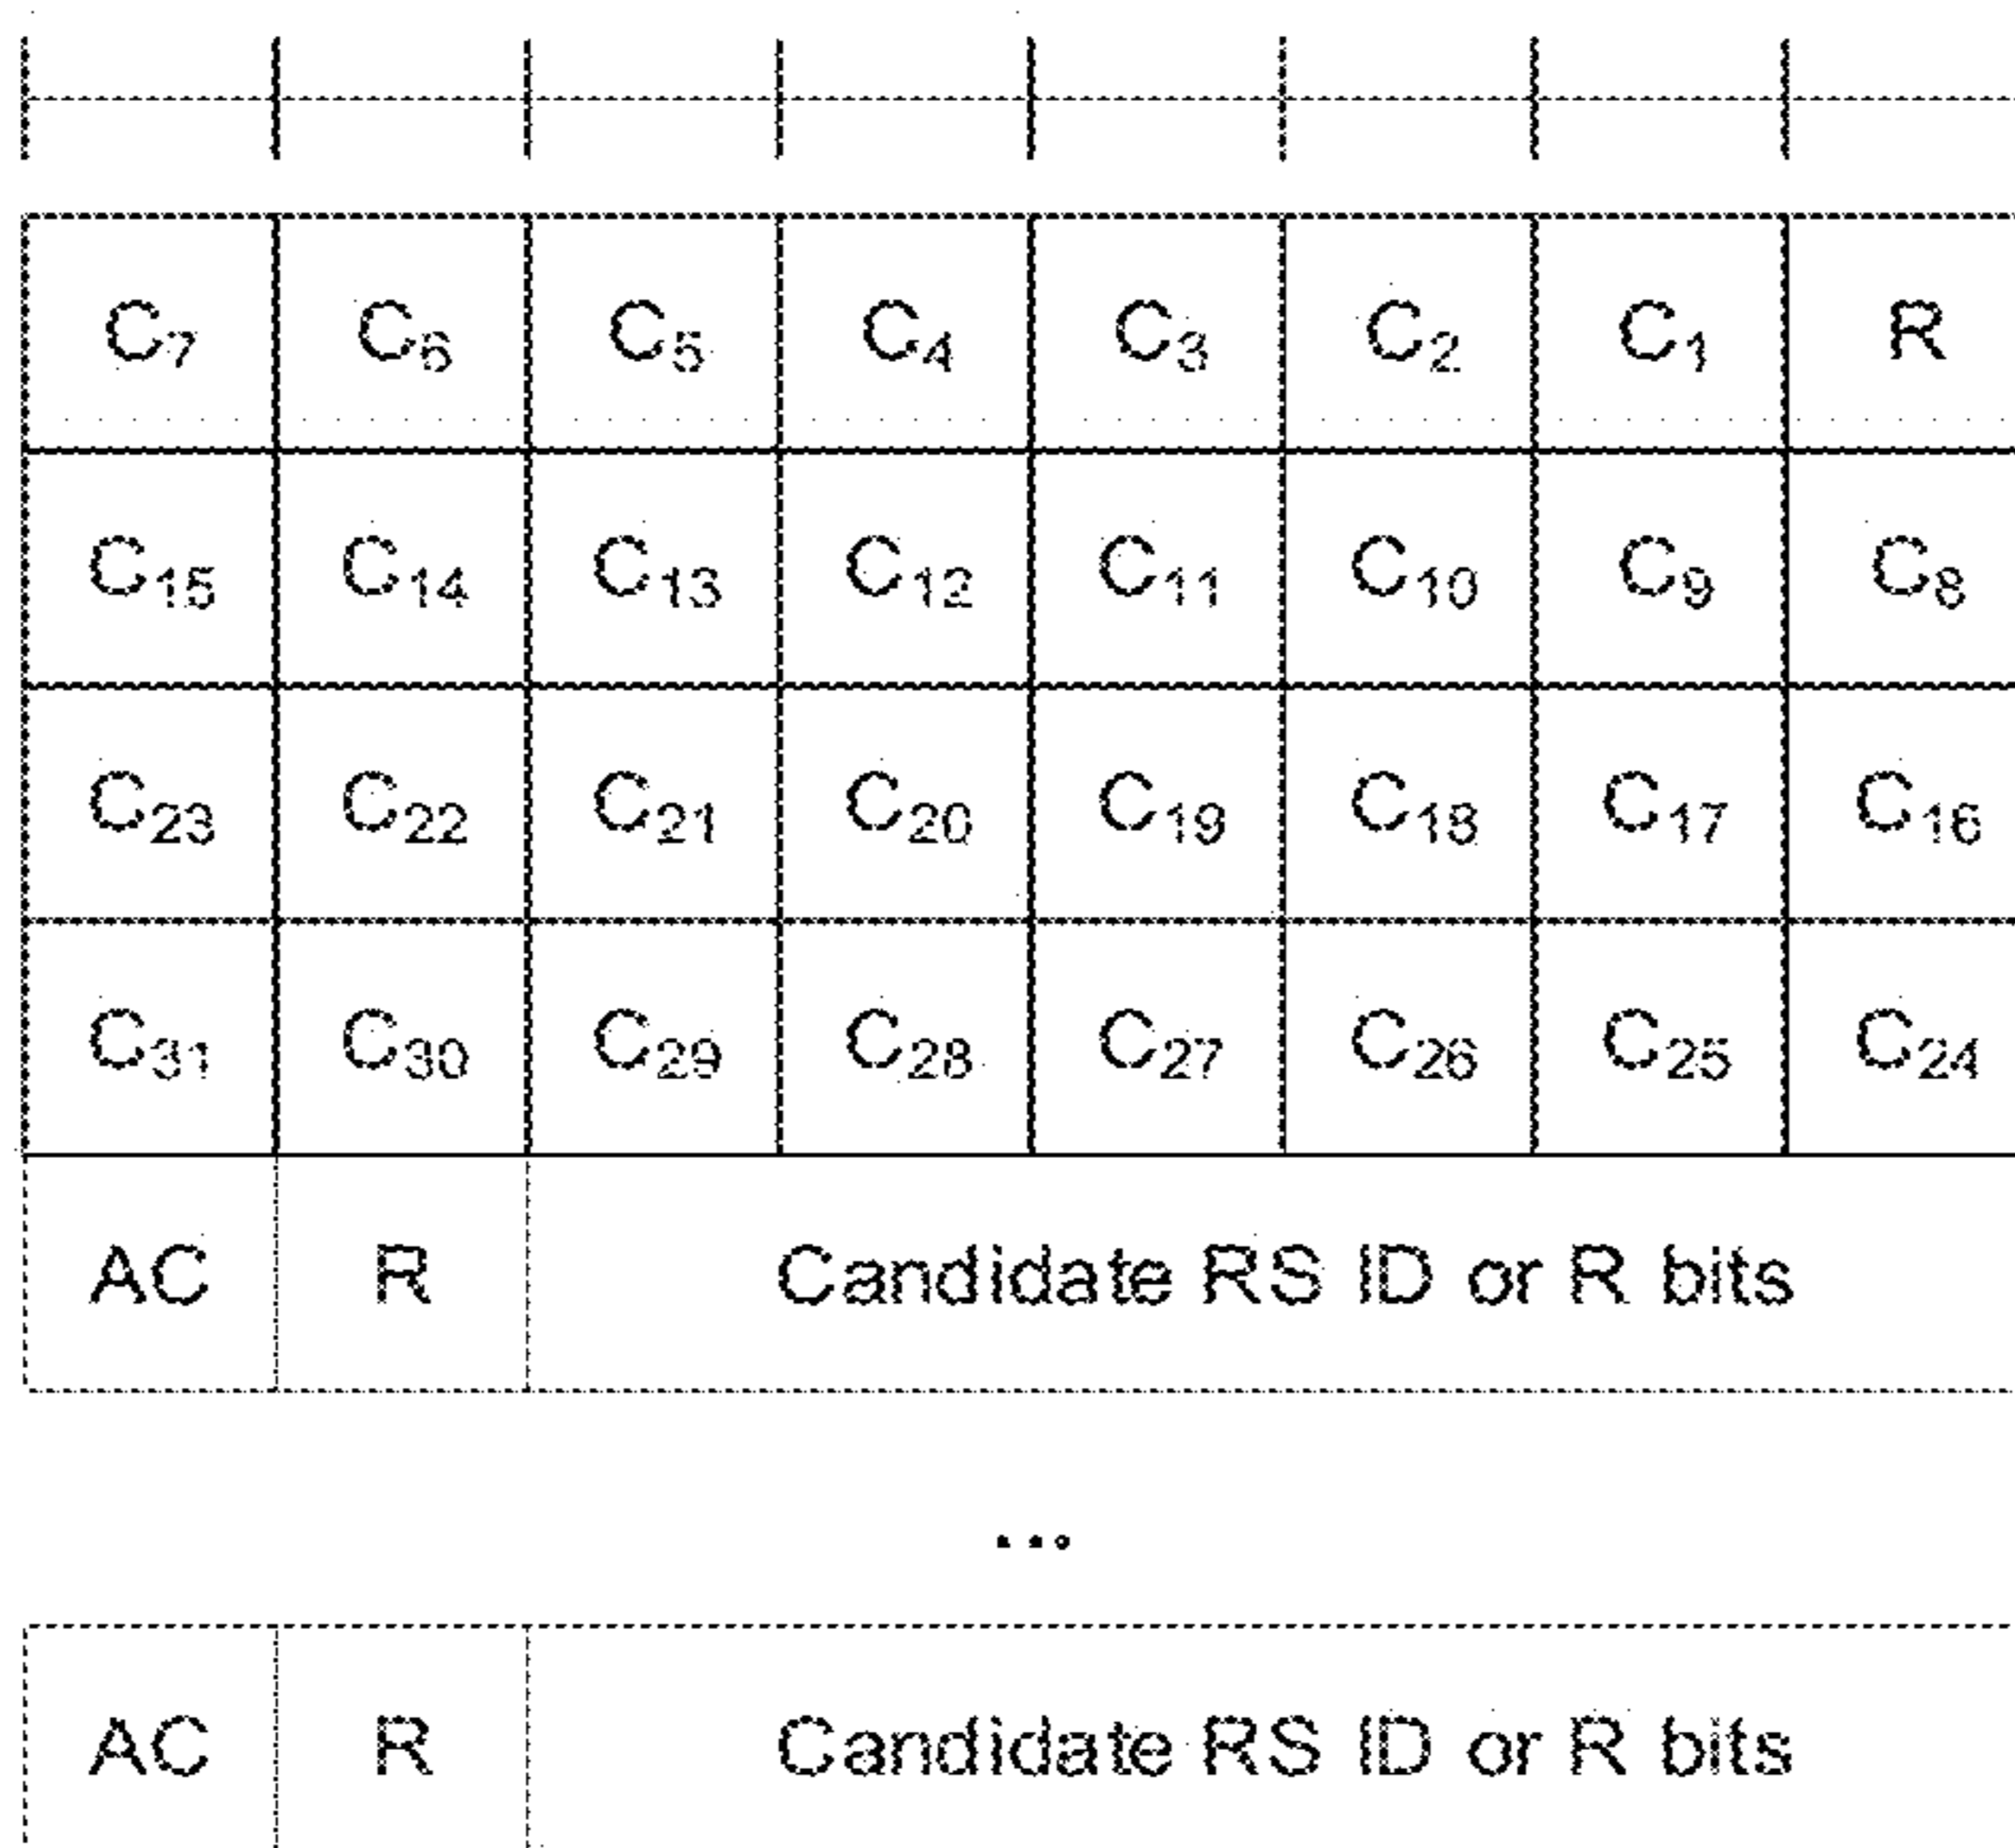 C₇ C₆ C₅ C₄ C₃ C₂ C₁ R
C₁₅ C₁₄ C₁₃ C₁₂ C₁₁ C₁₀ C₉ C₈
C₂₃ C₂₂ C₂₁ C₂₀ C₁₉ C₁₈ C₁₇ C₁₆
C₃₁ C₃₀ C₂₉ C₂₈ C₂₇ C₂₆ C₂₅ C₂₄
AC R Candidate RS ID or R bits
...
AC R Candidate RS ID or R bits